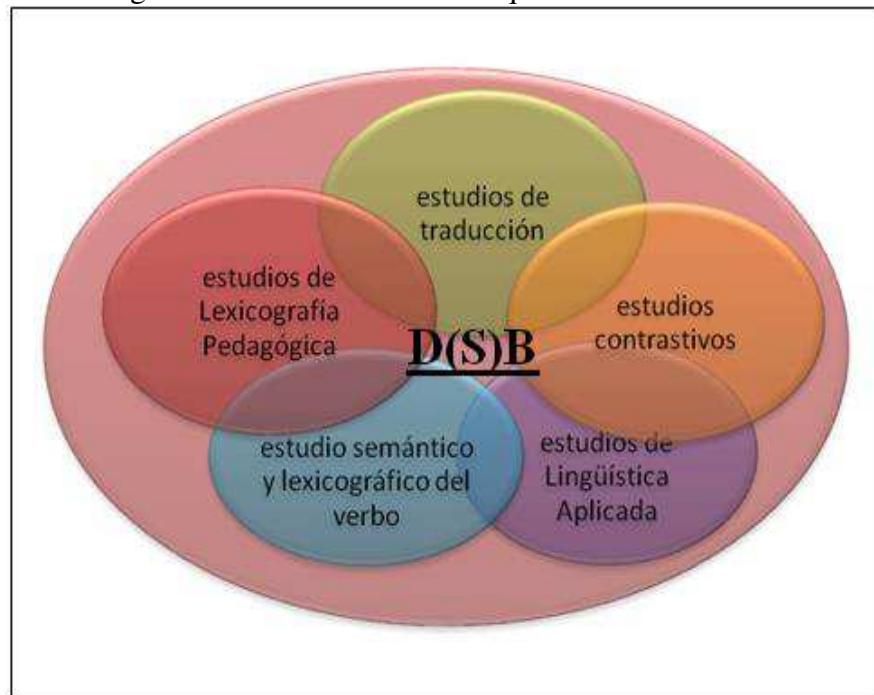 estudios de
traducción
estudios de
Lexicografía
Pedagógica
estudios
contrastivos
D(S)B
estudio semántico
y lexicográfico del
verbo
estudios de
Lingüística
Aplicada